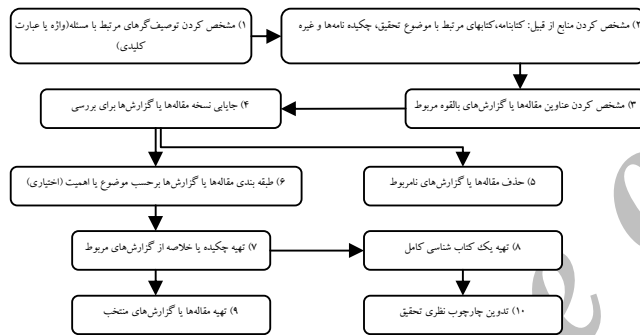 ۱) مشخص کردن توصیف‌گرهای مرتبط با مسئله(واژه یا عبارت
کلیدی)
۲) مشخص کردن منابع از قبیل: کتابنامه،کتابهای مرتبط با موضوع تحقیق، چکیده نامه‌ها و غیره
۳) مشخص کردن عناوین مقاله‌ها یا گزارش‌های بالقوه مربوط
۴) جایابی نسخه مقاله‌ها یا گزارش‌ها برای بررسی
۵) حذف مقاله‌ها یا گزارش‌های نامربوط
۶) طبقه بندی مقاله‌ها یا گزارش‌ها برحسب موضوع یا اهمیت (اختیاری)
۷) تهیه چکیده یا خلاصه از گزارش‌های مربوط
۸) تهیه یک کتاب شناسی کامل
۹) تهیه مقاله‌ها یا گزارش‌های منتخب
۱۰) تدوین چارچوب نظری تحقیق